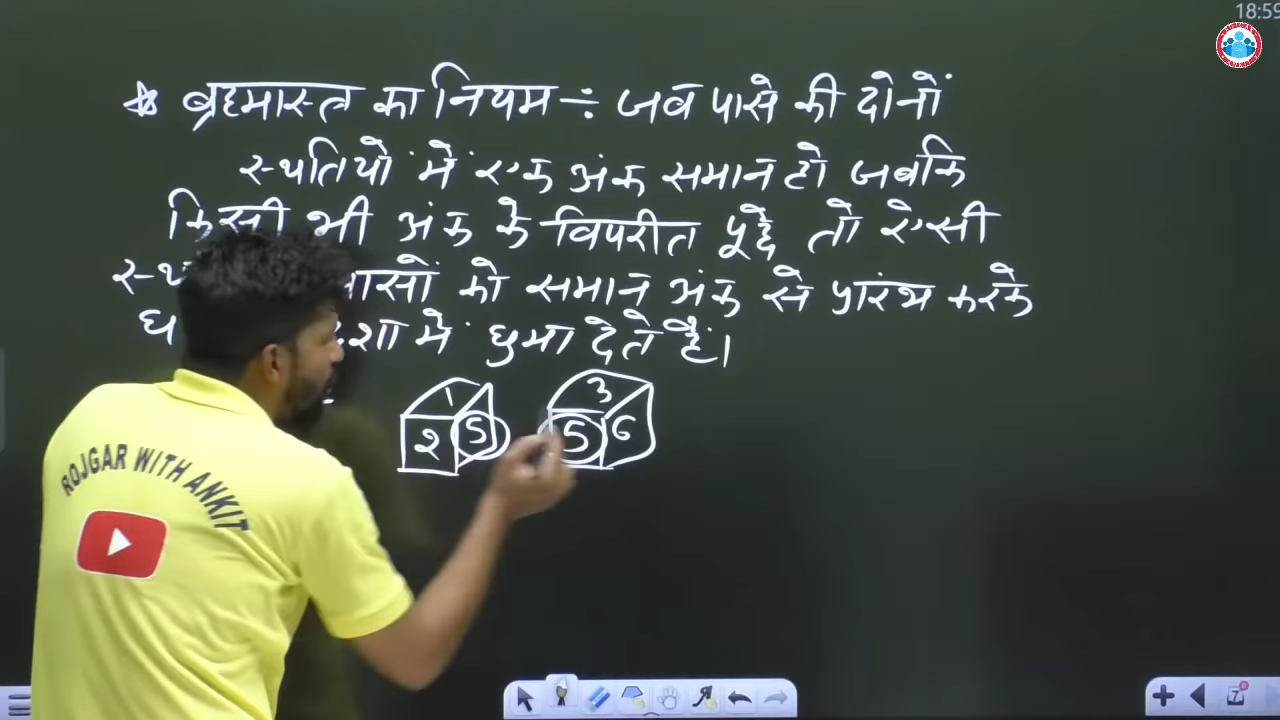 18:59
* ब्रह्मास्त्र का नियम ÷ जब पासे की दोनों
स्थतियों में एक अंक समान हो जबकि
किसी भी अंक के विपरीत पूछे तो ऐसी
पासों को समान अंक से प्रारंभ करके
में घुमा देते है।
1 3
2 5 5 6
ROJGAR WITH ANKIT